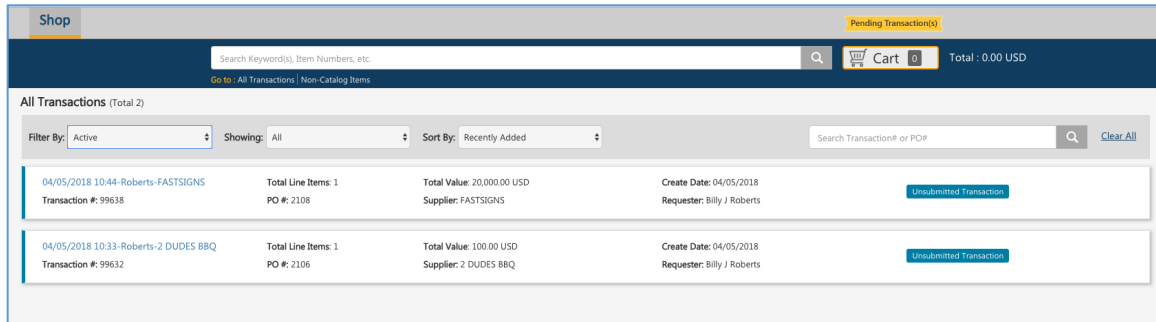 Shop
Pending Transaction(s)
Search Keyword(s), Item Numbers, etc.
Cart 0
Total : 0.00 USD
Go to : All Transactions | Non-Catalog Items
All Transactions (Total 2)
Filter By: Active Showing: All Sort By: Recently Added Search Transaction# or PO# Clear All
04/05/2018 10:44-Roberts-FASTSIGNS Total Line Items: 1 Total Value: 20,000.00 USD Create Date: 04/05/2018
Unsubmitted Transaction
Transaction #: 99638 PO #: 2108 Supplier: FASTSIGNS Requester: Billy J Roberts
04/05/2018 10:33-Roberts-2 DUDES BBQ Total Line Items: 1 Total Value: 100.00 USD Create Date: 04/05/2018
Unsubmitted Transaction
Transaction #: 99632 PO #: 2106 Supplier: 2 DUDES BBQ Requester: Billy J Roberts